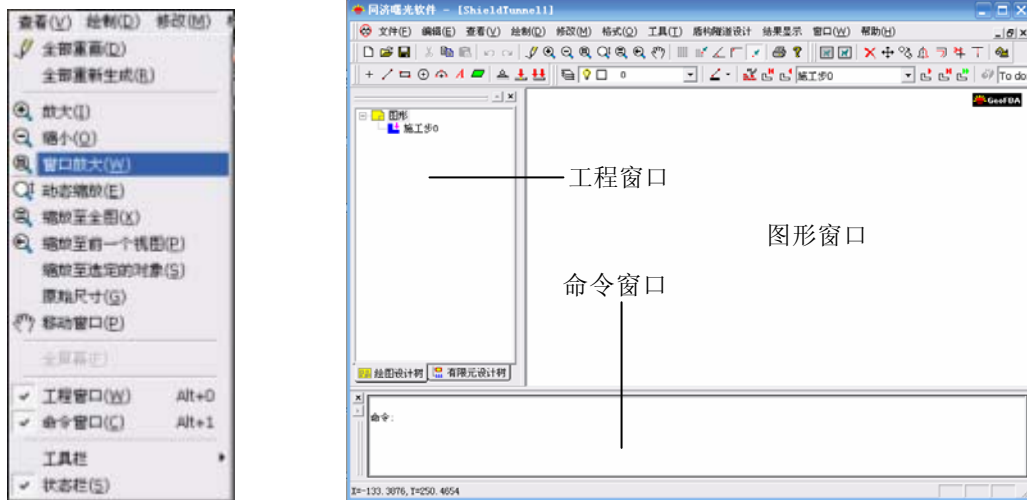 查看(V) 绘制(D) 修改(M)
全部重画(D)
全部重新生成(R)
放大(I)
缩小(O)
窗口放大(W)
动态缩放(E)
缩放至全图(X)
缩放至前一个视图(P)
缩放至选定的对象(S)
原始尺寸(G)
移动窗口(P)
全屏幕(F)
工程窗口(W) Alt+0
命令窗口(C) Alt+1
工具栏
状态栏(S)
同济曙光软件 - [ShieldTunnel1]
文件(F) 编辑(E) 查看(V) 绘制(D) 修改(M) 格式(O) 工具(T) 盾构隧道设计 结果显示 窗口(W) 帮助(H)
0 施工步0 To do
图形
施工步0
GeoFBA
工程窗口
图形窗口
命令窗口
绘图设计树 有限元设计树
命令:
X=-133.3876,Y=250.4654